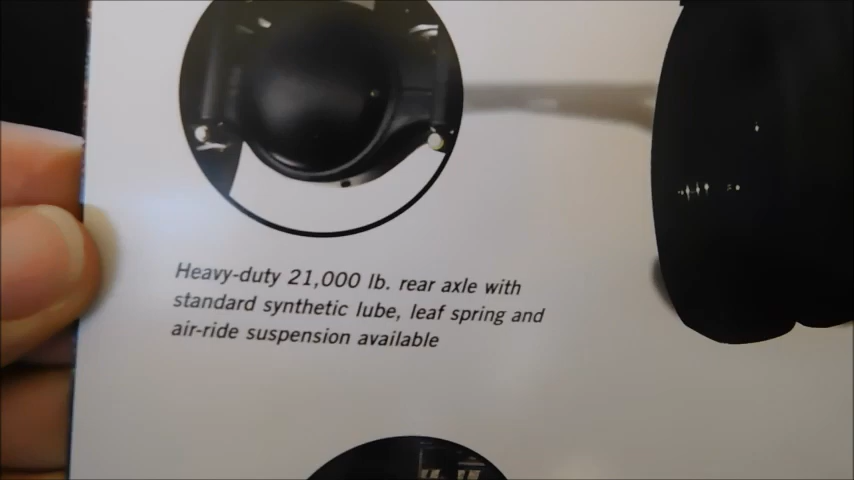 Heavy-duty 21,000 lb. rear axle with
standard synthetic lube, leaf spring and
air-ride suspension available